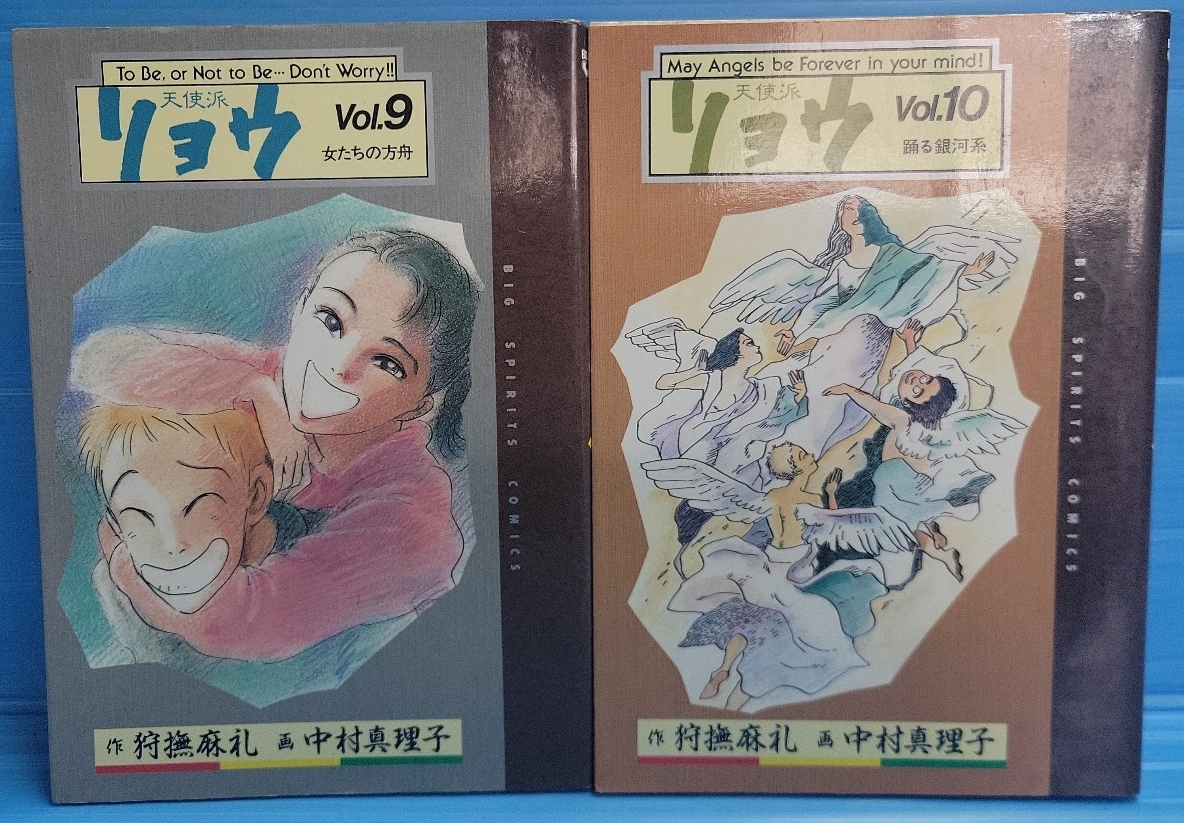 To Be, or Not to Be… Don't Worry!!
天使派
リョウ
Vol.9
女たちの方舟
BIG SPIRITS COMICS
作 狩撫麻礼 画 中村真理子
May Angels be Forever in your mind!
天使派
リョウ
Vol.10
踊る銀河系
BIG SPIRITS COMICS
作 狩撫麻礼 画 中村真理子